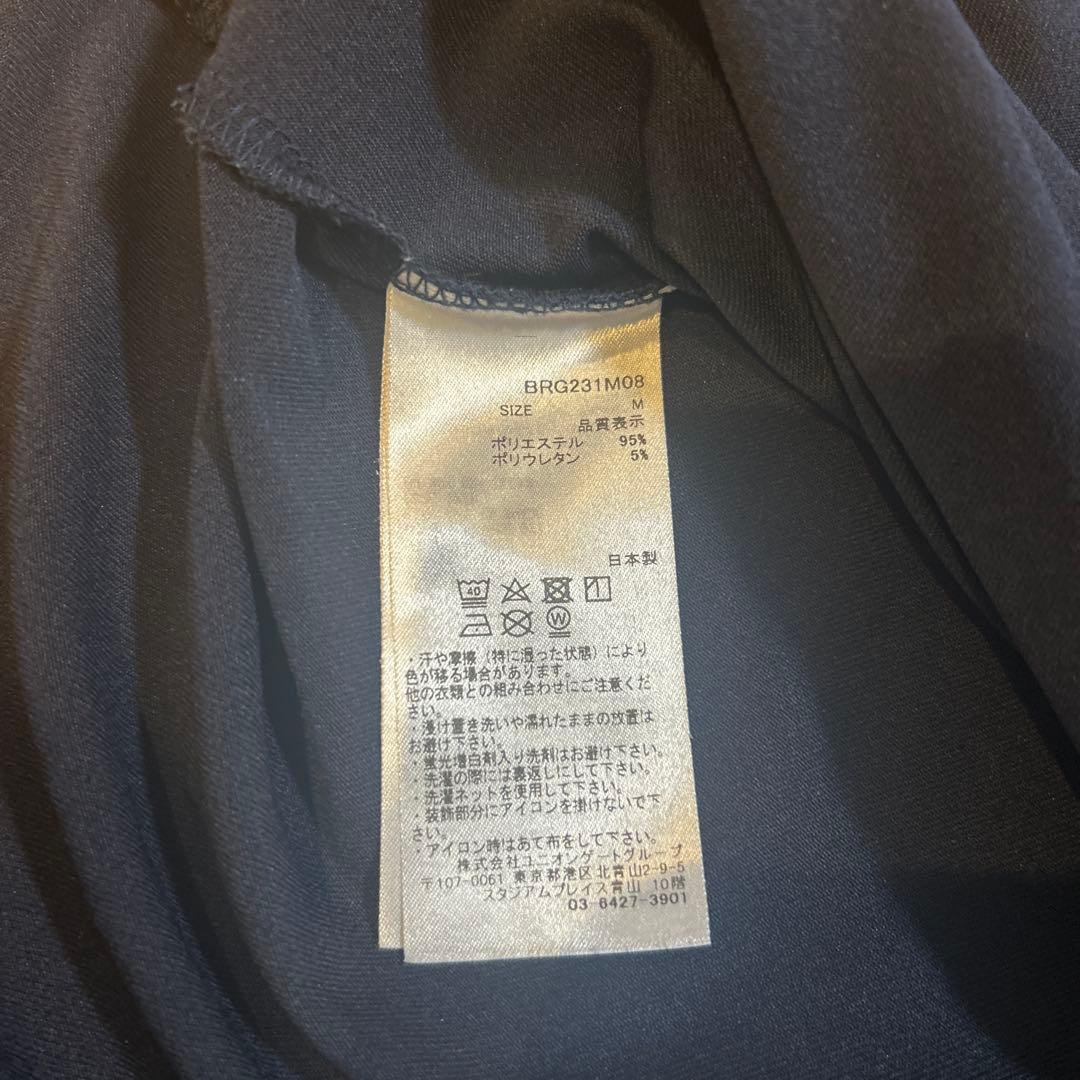 BRG231M08
SIZE M
品質表示
ポリエステル 95%
ポリウレタン 5%
日本製
40
W
・汗や摩擦（特に湿った状態）により
色が移る場合があります。
他の衣類との組み合わせにご注意くだ
さい。
・浸け置き洗いや濡れたままの放置は
お避け下さい。
・蛍光増白剤入り洗剤はお避け下さい。
・洗濯の際には裏返しにして下さい。
・洗濯ネットを使用して下さい。
・装飾部分にアイコンを掛けないで下
さい。
・アイロン時はあて布をして下さい。
株式会社ユニオンゲートグループ
〒107-0061 東京都港区北青山2-9-5
スタジアムプレイス青山 10階
03-6427-3901